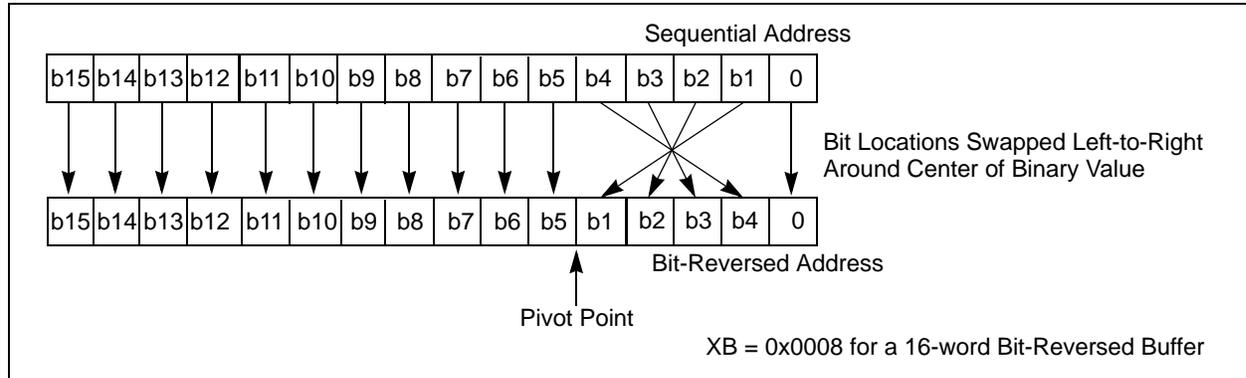 Sequential Address
b15 b14 b13 b12 b11 b10 b9 b8 b7 b6 b5 b4 b3 b2 b1 0
Bit Locations Swapped Left-to-Right
Around Center of Binary Value
b15 b14 b13 b12 b11 b10 b9 b8 b7 b6 b5 b1 b2 b3 b4 0
Bit-Reversed Address
Pivot Point
XB = 0x0008 for a 16-word Bit-Reversed Buffer